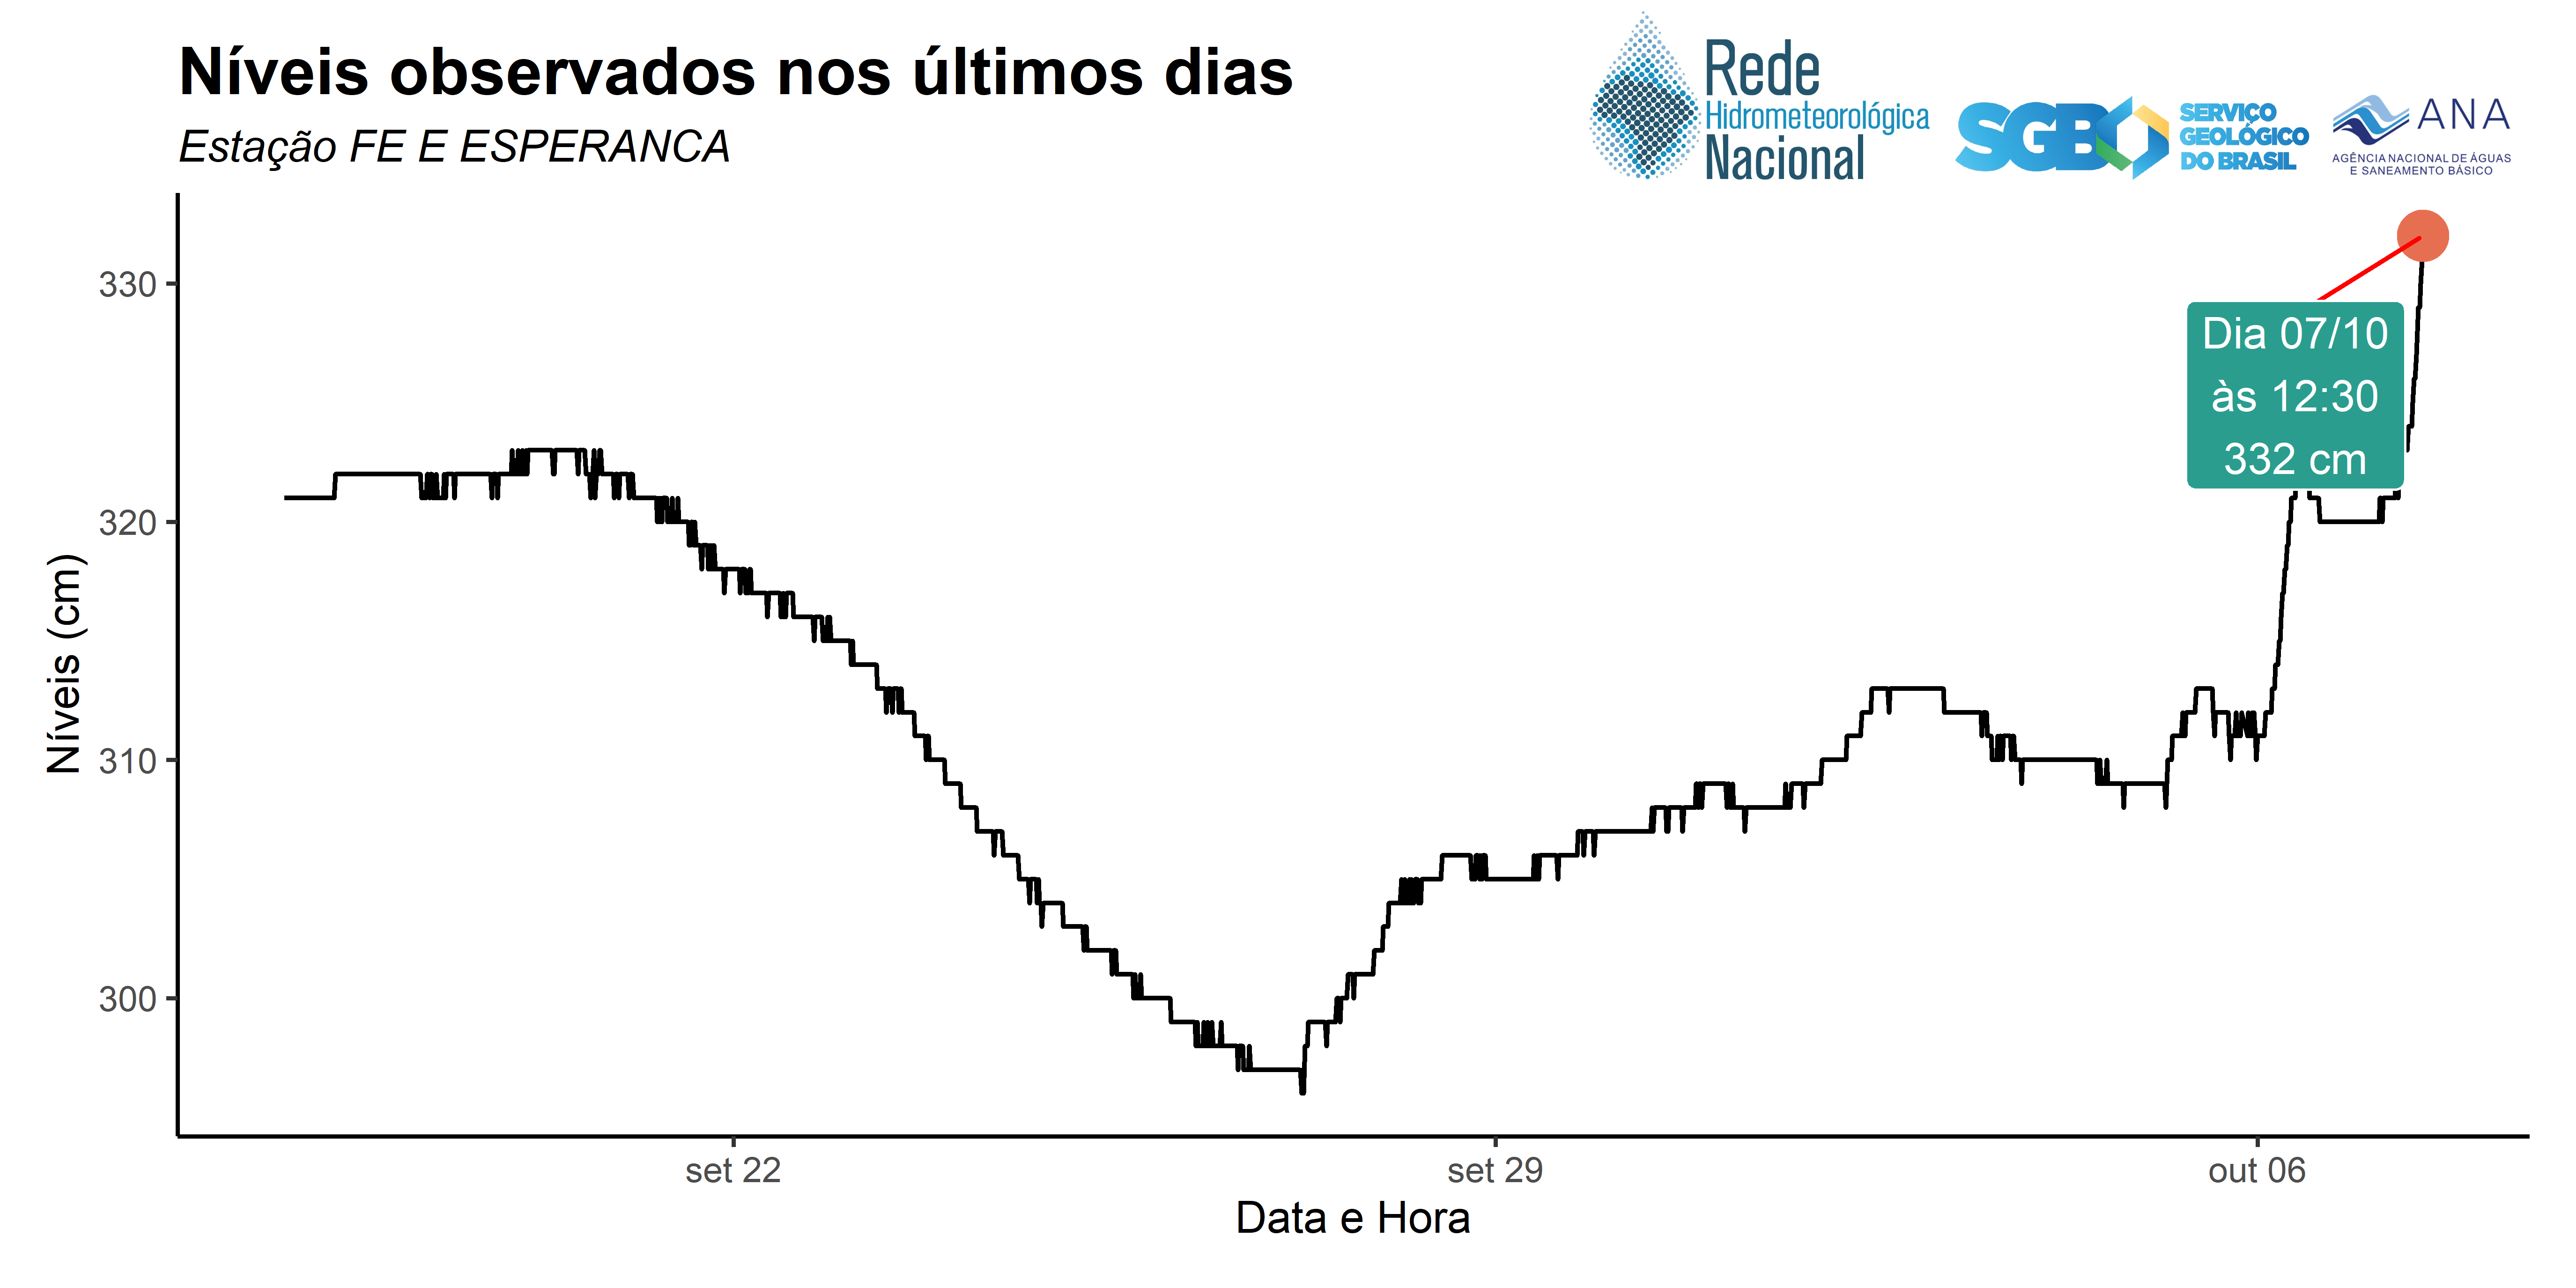 Níveis observados nos últimos dias
Estação FE E ESPERANCA
Rede
Hidrometeorológica
Nacional
SGB
SERVIÇO
GEOLÓGICO
DO BRASIL
ANA
AGÊNCIA NACIONAL DE ÁGUAS
E SANEAMENTO BÁSICO
Níveis (cm)
330
320
310
300
Dia 07/10
às 12:30
332 cm
set 22
set 29
out 06
Data e Hora